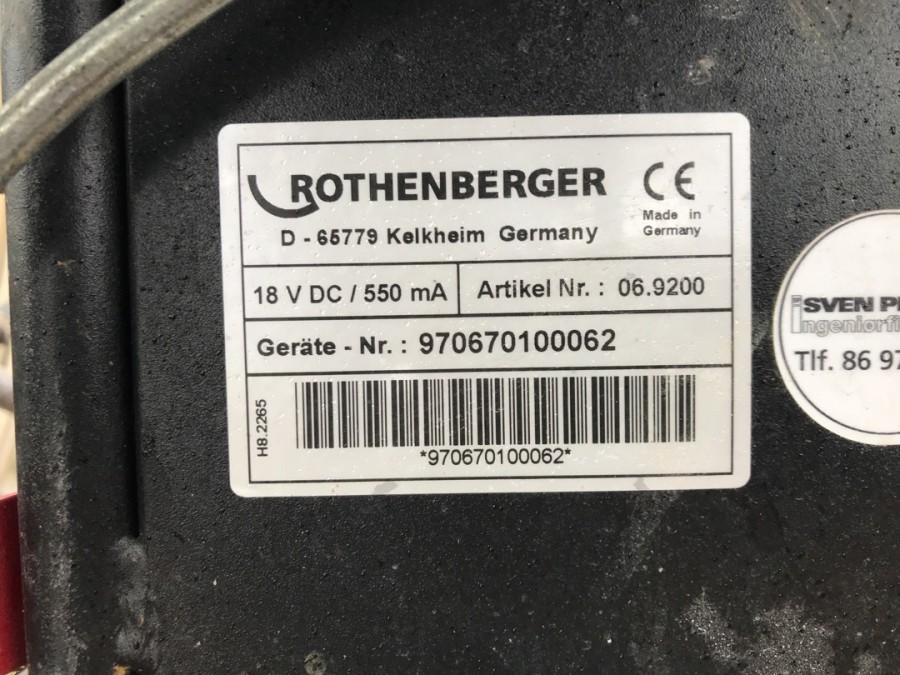 ROTHENBERGER
CE
Made in
Germany
D - 65779 Kelkheim Germany
18 V DC / 550 mA
Artikel Nr. : 06.9200
Geräte - Nr. : 970670100062
H8.2265
*970670100062*
SVEN
Tlf. 86